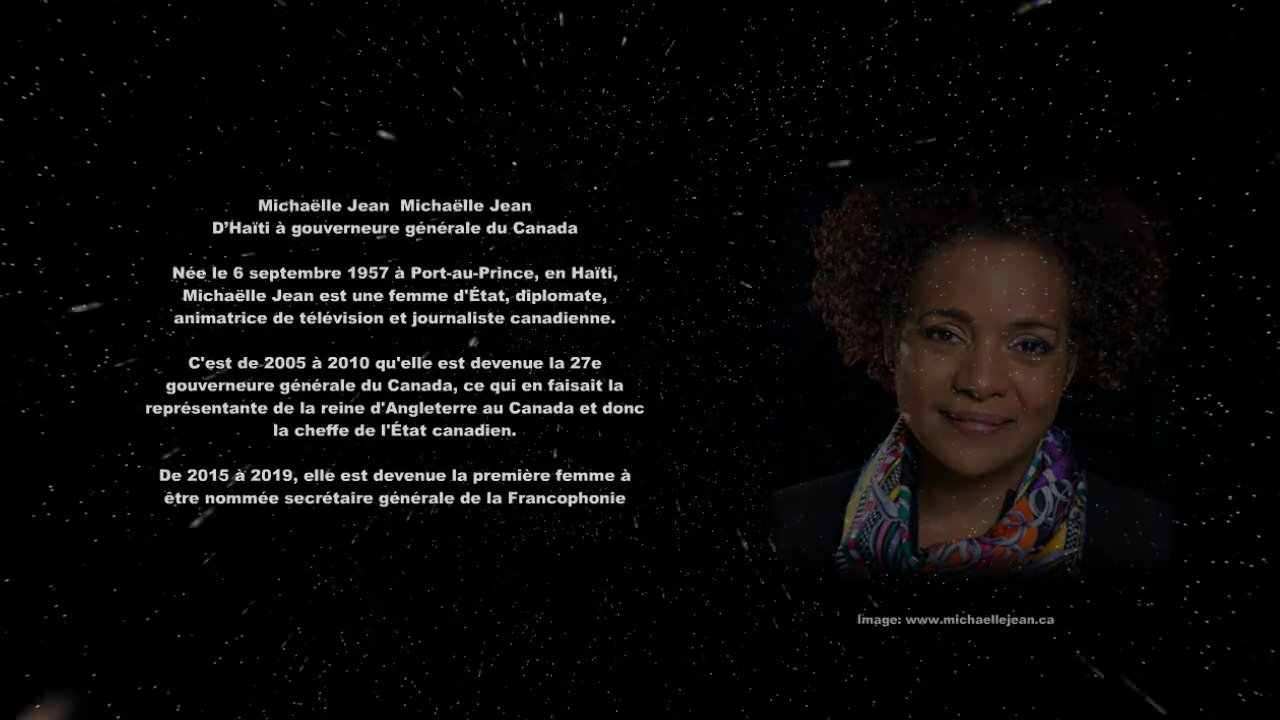 Michaëlle Jean  Michaëlle Jean
D’Haïti à gouverneure générale du Canada
Née le 6 septembre 1957 à Port-au-Prince, en Haïti,
Michaëlle Jean est une femme d'État, diplomate,
animatrice de télévision et journaliste canadienne.
C'est de 2005 à 2010 qu'elle est devenue la 27e
gouverneure générale du Canada, ce qui en faisait la
représentante de la reine d'Angleterre au Canada et donc
la cheffe de l'État canadien.
De 2015 à 2019, elle est devenue la première femme à
être nommée secrétaire générale de la Francophonie
Image: www.michaellejean.ca